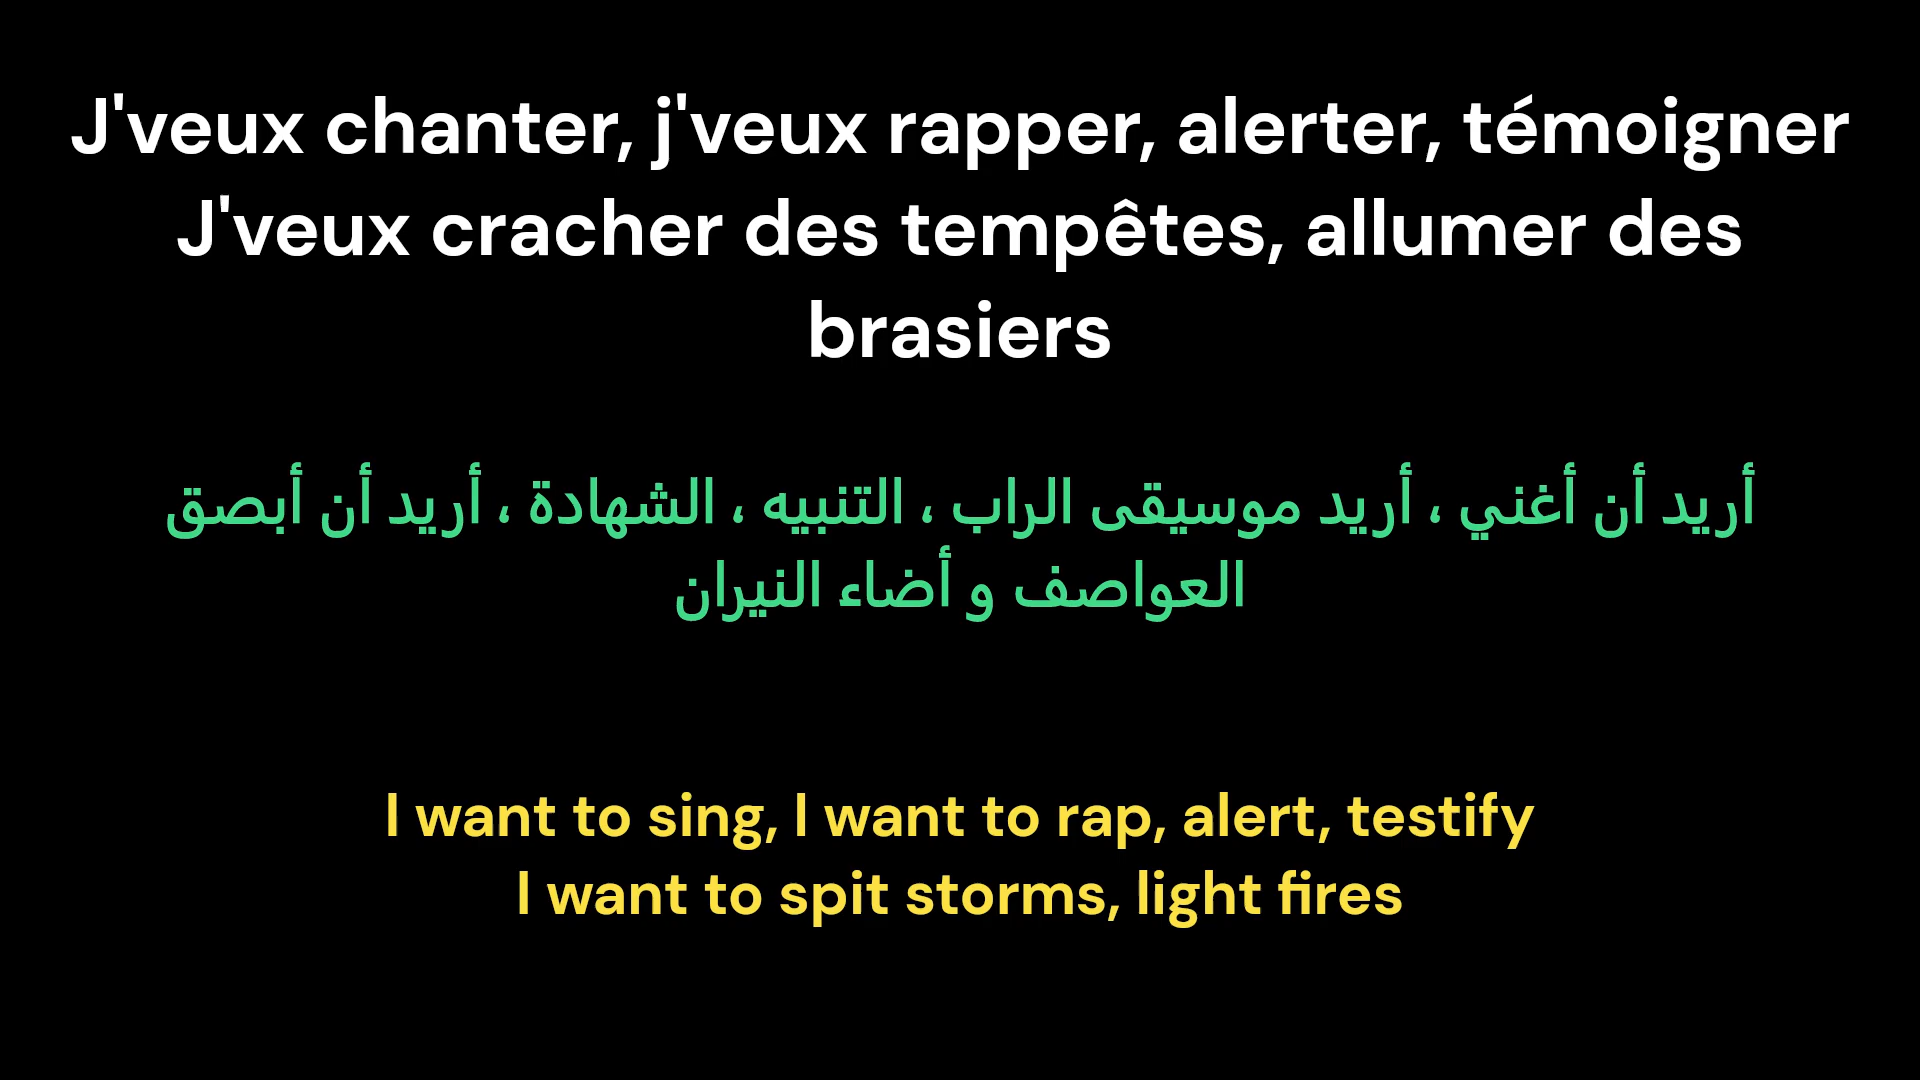 J'veux chanter, j'veux rapper, alerter, témoigner
J'veux cracher des tempêtes, allumer des
brasiers
أريد أن أغني ، أريد موسيقى الراب ، التنبيه ، الشهادة ، أريد أن أبصق
العواصف و أضاء النيران
I want to sing, I want to rap, alert, testify
I want to spit storms, light fires